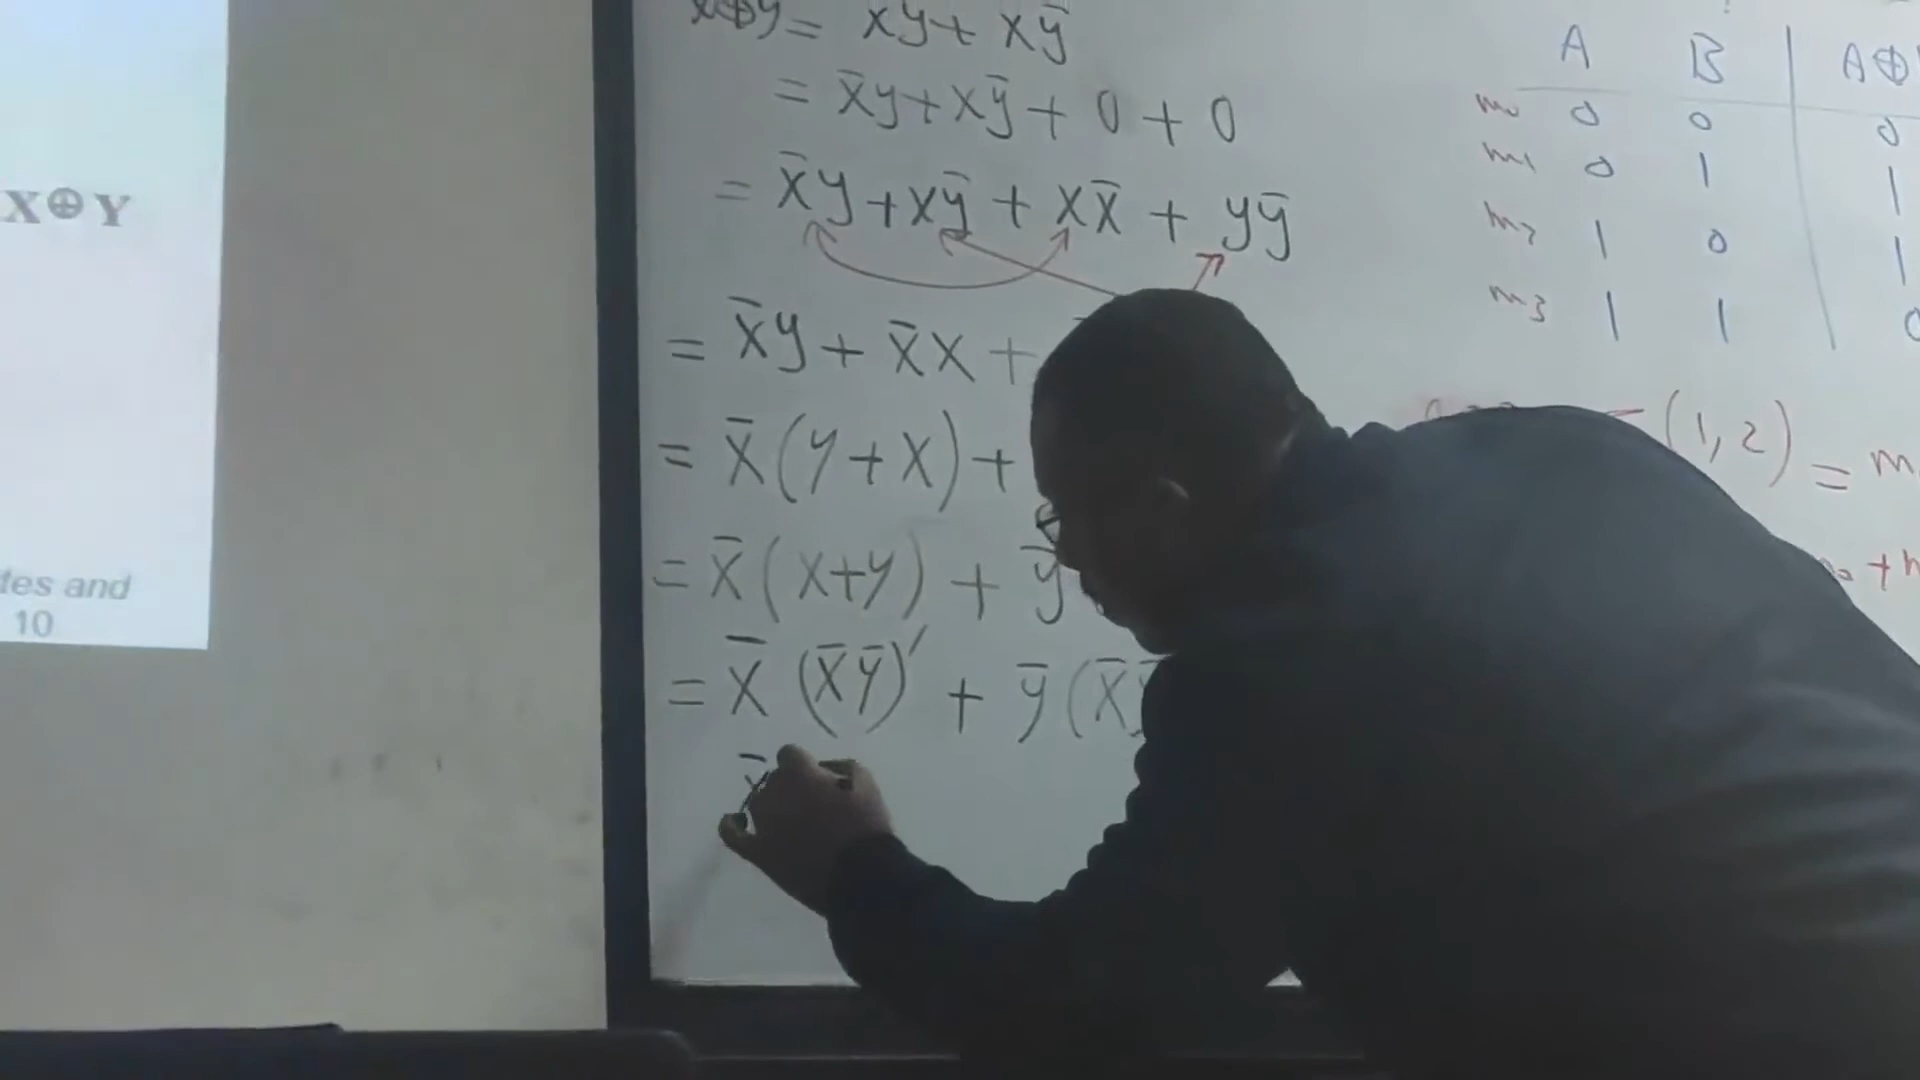 X⊕Y
tes and
10
x⊕y = x̄y + xȳ
= x̄y + xȳ + 0 + 0
= x̄y + xȳ + xx̄ + yȳ
= x̄y + x̄x +
= x̄(y + x) +
= x̄(x+y) + ȳ
= x̄ (x̄ȳ)' + ȳ (x̄
x̄
A B A⊕
m₀ 0 0 0
m₁ 0 1 1
m₂ 1 0 1
m₃ 1 1 0
(1,2) = m
+